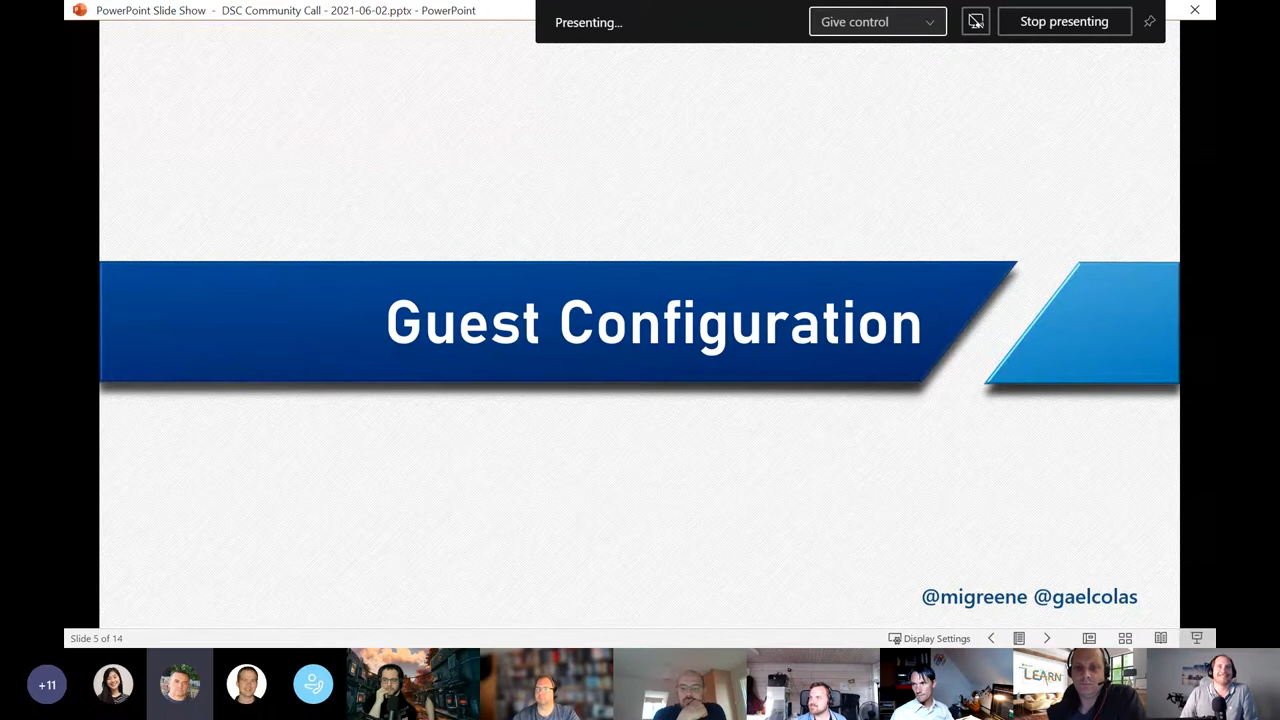 PowerPoint Slide Show - DSC Community Call - 2021-06-02.pptx - PowerPoint
Presenting...
Give control
Stop presenting
Guest Configuration
@migreene @gaelcolas
Slide 5 of 14
Display Settings
+11
LEARN